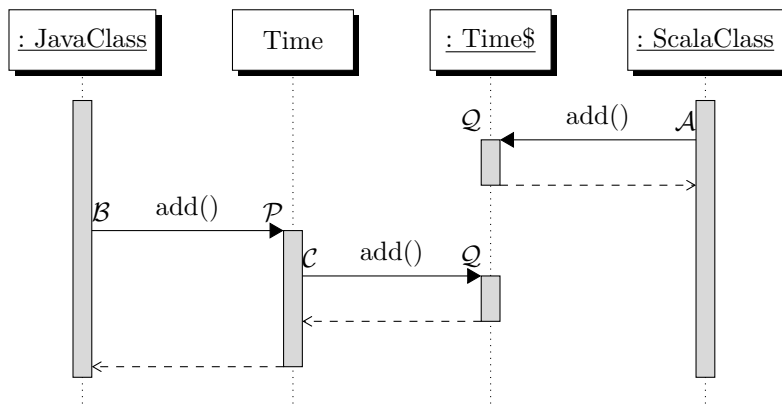 : JavaClass Time : Time$ : ScalaClass
𝒬 add() 𝒜
ℬ add() 𝒫
𝒞 add() 𝒬